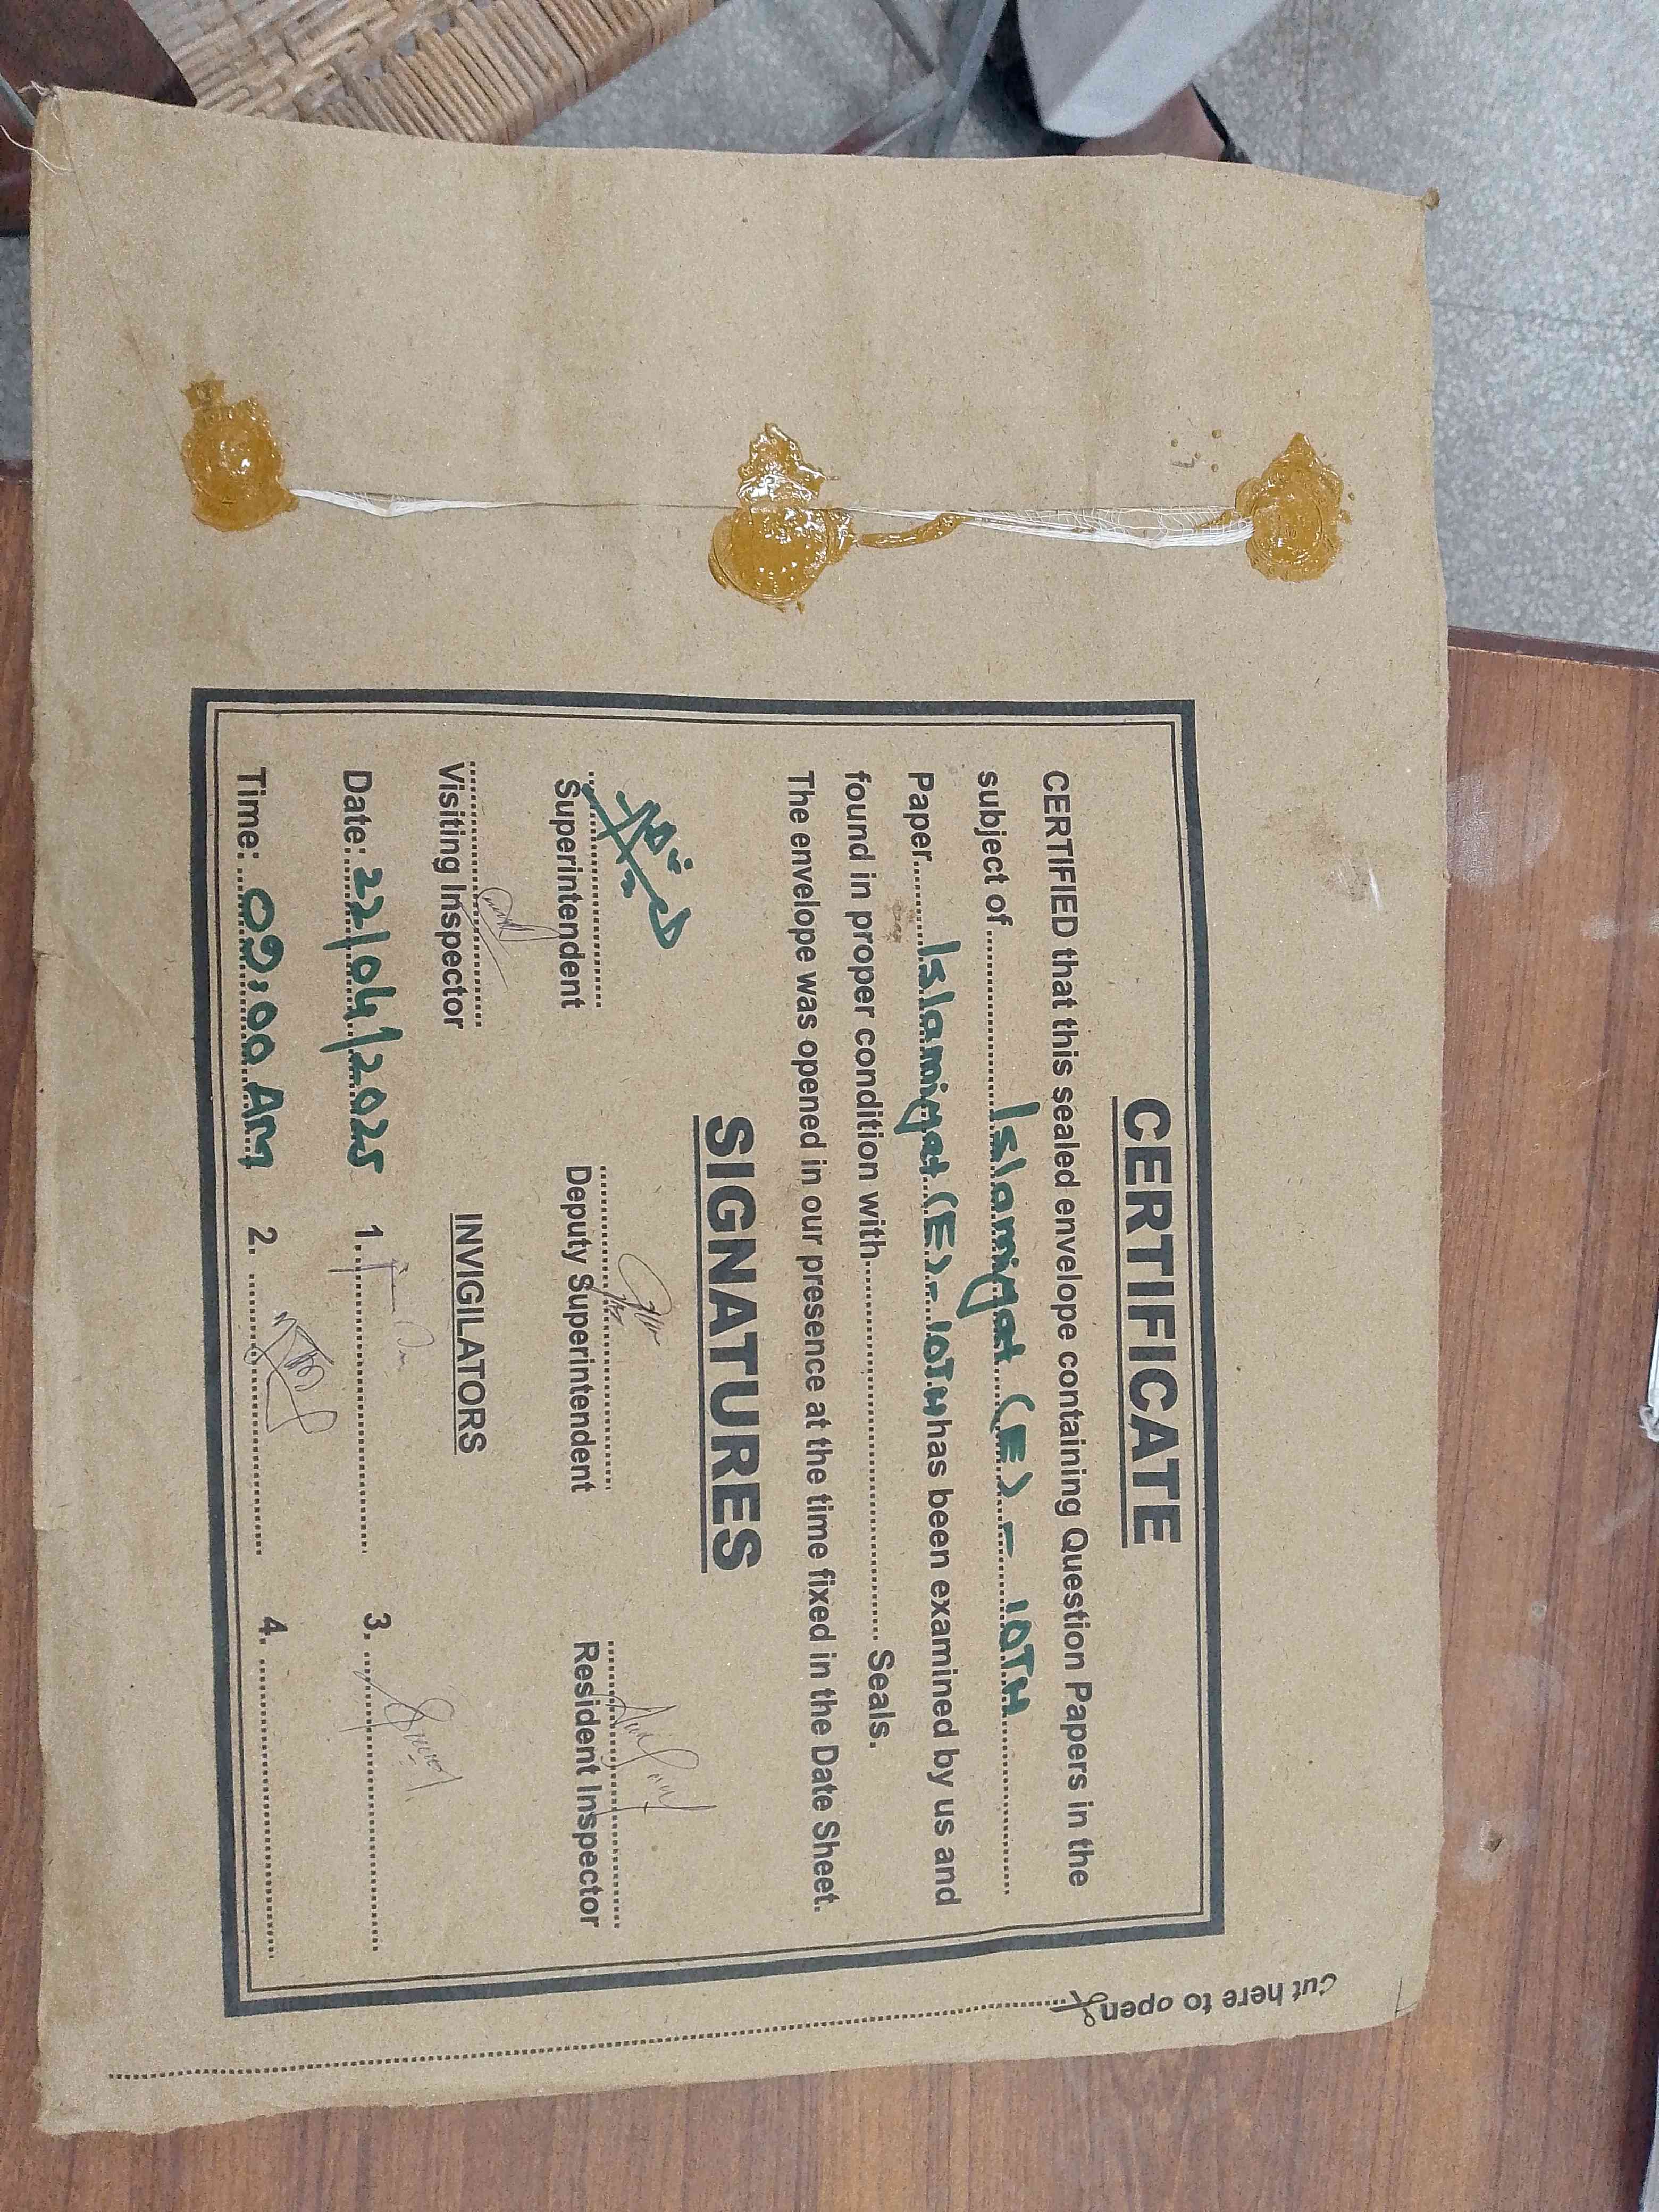 CERTIFICATE
CERTIFIED that this sealed envelope containing Question Papers in the
subject of.......... Islamiyat (E) - 10TH ..........
Paper....... Islamiyat (E) - 10TH has been examined by us and
found in proper condition with.................................... Seals.
The envelope was opened in our presence at the time fixed in the Date Sheet.
SIGNATURES
Superintendent Deputy Superintendent Resident Inspector
Visiting Inspector
INVIGILATORS
Date: 22/04/2025 1. 3.
Time: 09:00 AM 2. 4.
Cut here to open